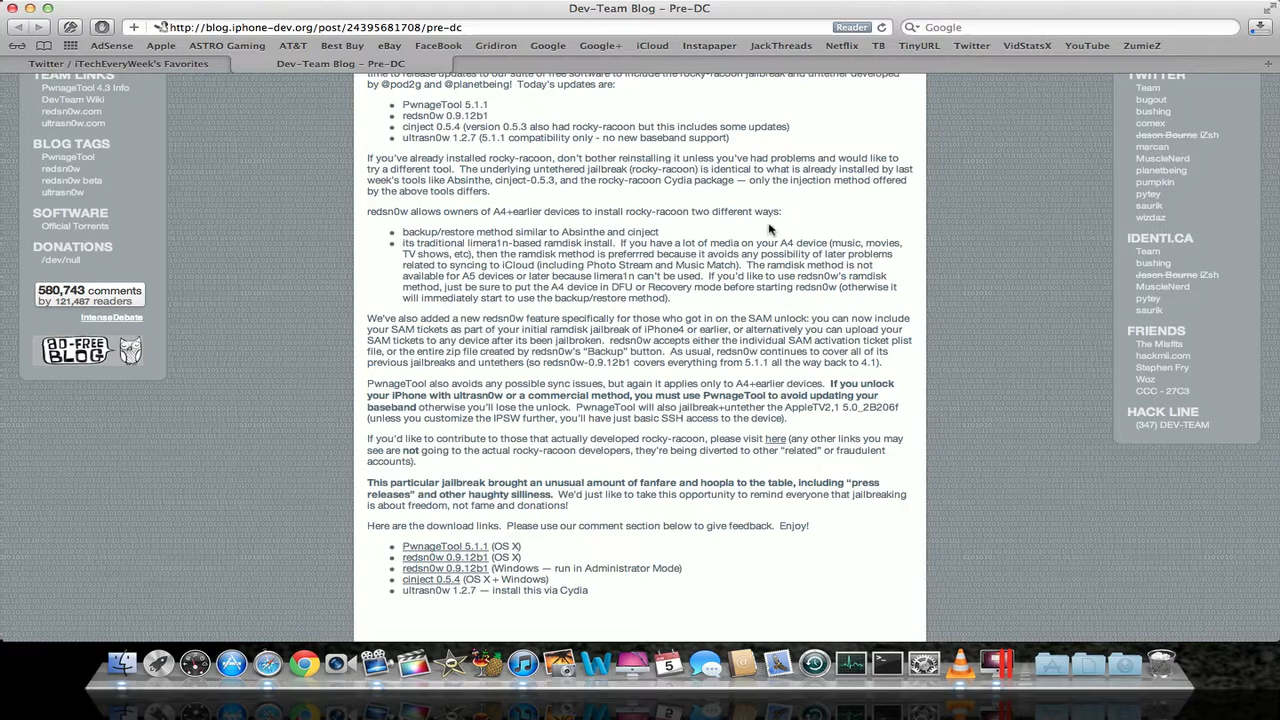 Dev-Team Blog – Pre-DC
http://blog.iphone-dev.org/post/24395681708/pre-dc
Reader
Google
AdSense Apple ASTRO Gaming AT&T Best Buy eBay FaceBook Gridiron Google Google+ iCloud Instapaper JackThreads Netflix TB TinyURL Twitter VidStatsX YouTube ZumieZ
Twitter / iTechEveryWeek's Favorites
Dev-Team Blog – Pre-DC
TEAM LINKS
PwnageTool 4.3 Info
DevTeam Wiki
redsn0w.com
ultrasn0w.com
BLOG TAGS
PwnageTool
redsn0w
redsn0w beta
ultrasn0w
SOFTWARE
Official Torrents
DONATIONS
/dev/null
580,743 comments
by 121,487 readers
IntenseDebate
AD-FREE
BLOG
time to release updates to our suite of free software to include the rocky-racoon jailbreak and untether developed
by @pod2g and @planetbeing! Today's updates are:
• PwnageTool 5.1.1
• redsn0w 0.9.12b1
• cinject 0.5.4 (version 0.5.3 also had rocky-racoon but this includes some updates)
• ultrasn0w 1.2.7 (5.1.1 compatibility only - no new baseband support)
If you've already installed rocky-racoon, don't bother reinstalling it unless you've had problems and would like to
try a different tool. The underlying untethered jailbreak (rocky-racoon) is identical to what is already installed by last
week's tools like Absinthe, cinject-0.5.3, and the rocky-racoon Cydia package — only the injection method offered
by the above tools differs.
redsn0w allows owners of A4+earlier devices to install rocky-racoon two different ways:
• backup/restore method similar to Absinthe and cinject
• its traditional limera1n-based ramdisk install. If you have a lot of media on your A4 device (music, movies,
TV shows, etc), then the ramdisk method is preferrred because it avoids any possibility of later problems
related to syncing to iCloud (including Photo Stream and Music Match). The ramdisk method is not
available for A5 devices or later because limera1n can't be used. If you'd like to use redsn0w's ramdisk
method, just be sure to put the A4 device in DFU or Recovery mode before starting redsn0w (otherwise it
will immediately start to use the backup/restore method).
We've also added a new redsn0w feature specifically for those who got in on the SAM unlock: you can now include
your SAM tickets as part of your initial ramdisk jailbreak of iPhone4 or earlier, or alternatively you can upload your
SAM tickets to any device after its been jailbroken. redsn0w accepts either the individual SAM activation ticket plist
file, or the entire zip file created by redsn0w's "Backup" button. As usual, redsn0w continues to cover all of its
previous jailbreaks and untethers (so redsn0w-0.9.12b1 covers everything from 5.1.1 all the way back to 4.1).
PwnageTool also avoids any possible sync issues, but again it applies only to A4+earlier devices. If you unlock
your iPhone with ultrasn0w or a commercial method, you must use PwnageTool to avoid updating your
baseband otherwise you'll lose the unlock. PwnageTool will also jailbreak+untether the AppleTV2,1 5.0_2B206f
(unless you customize the IPSW further, you'll have just basic SSH access to the device).
If you'd like to contribute to those that actually developed rocky-racoon, please visit here (any other links you may
see are not going to the actual rocky-racoon developers, they're being diverted to other "related" or fraudulent
accounts).
This particular jailbreak brought an unusual amount of fanfare and hoopla to the table, including "press
releases" and other haughty silliness. We'd just like to take this opportunity to remind everyone that jailbreaking
is about freedom, not fame and donations!
Here are the download links. Please use our comment section below to give feedback. Enjoy!
• PwnageTool 5.1.1 (OS X)
• redsn0w 0.9.12b1 (OS X)
• redsn0w 0.9.12b1 (Windows — run in Administrator Mode)
• cinject 0.5.4 (OS X + Windows)
• ultrasn0w 1.2.7 — install this via Cydia
TWITTER
Team
bugout
bushing
comex
Jason Bourne iZsh
marcan
MuscleNerd
planetbeing
pumpkin
pytey
saurik
wizdaz
IDENTI.CA
Team
bushing
Jason Bourne iZsh
MuscleNerd
pytey
saurik
FRIENDS
The Misfits
hackmii.com
Stephen Fry
Woz
CCC - 27C3
HACK LINE
(347) DEV-TEAM
5